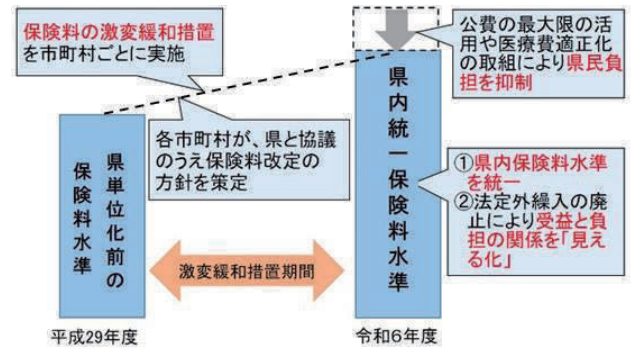 保険料の激変緩和措置
を市町村ごとに実施
公費の最大限の活
用や医療費適正化
の取組により県民負
担を抑制
各市町村が、県と協議
のうえ保険料改定の
方針を策定
県単位化前の
保険料水準
県内統一保険料水準
①県内保険料水準
を統一
②法定外繰入の廃
止により受益と負
担の関係を「見え
る化」
激変緩和措置期間
平成29年度
令和6年度